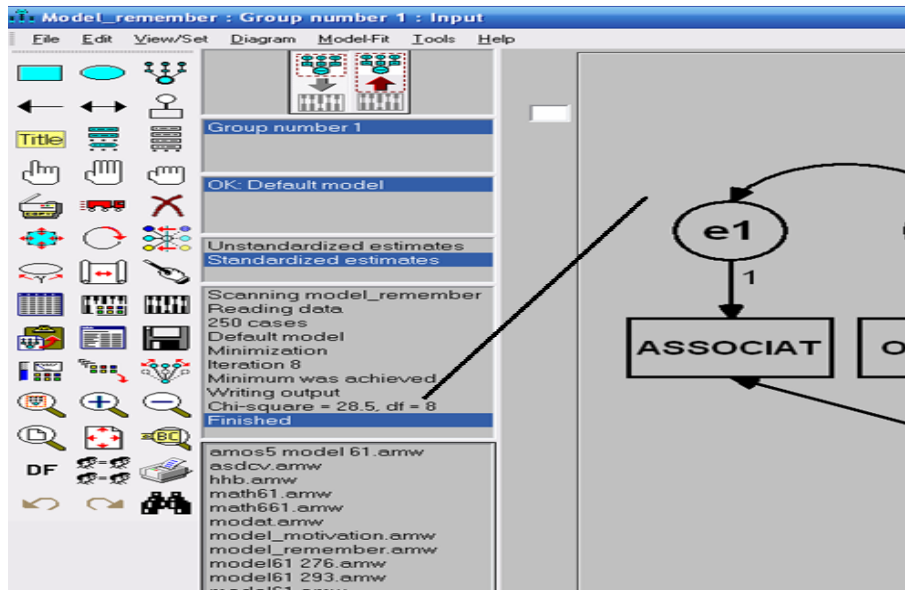 Model_remember : Group number 1 : Input
File Edit View/Set Diagram Model-Fit Tools Help
Title
Group number 1
OK: Default model
Unstandardized estimates
Standardized estimates
Scanning model_remember
Reading data
250 cases
Default model
Minimization
Iteration 8
Minimum was achieved
Writing output
Chi-square = 28.5, df = 8
Finished
DF
amos5 model 61.amw
asdcv.amw
hhb.amw
math61.amw
math661.amw
modat.amw
model_motivation.amw
model_remember.amw
model61 276.amw
model61 293.amw
e1
1
ASSOCIAT
O